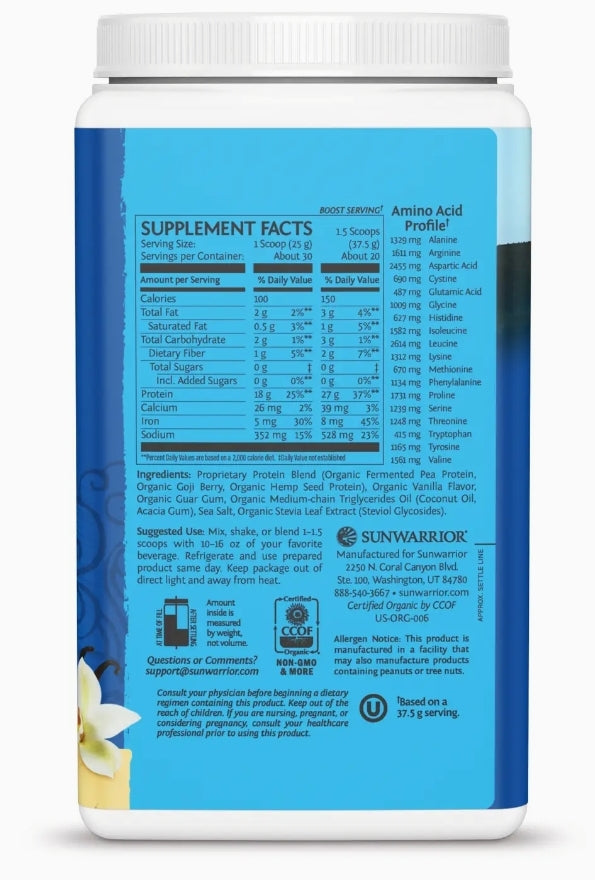 BOOST SERVING†
SUPPLEMENT FACTS
Serving Size: 1 Scoop (25 g) 1.5 Scoops (37.5 g)
Servings per Container: About 30 About 20
Amount per Serving % Daily Value % Daily Value
Calories 100 150
Total Fat 2 g 2%** 3 g 4%**
Saturated Fat 0.5 g 3%** 1 g 5%**
Total Carbohydrate 2 g 1%** 3 g 1%**
Dietary Fiber 1 g 5%** 2 g 7%**
Total Sugars 0 g ‡ 0 g ‡
Incl. Added Sugars 0 g 0%** 0 g 0%**
Protein 18 g 25%** 27 g 37%**
Calcium 26 mg 2% 39 mg 3%
Iron 5 mg 30% 8 mg 45%
Sodium 352 mg 15% 528 mg 23%
**Percent Daily Values are based on a 2,000 calorie diet. ‡Daily Value not established
Amino Acid
Profile†
1329 mg Alanine
1611 mg Arginine
2455 mg Aspartic Acid
690 mg Cystine
487 mg Glutamic Acid
1009 mg Glycine
627 mg Histidine
1582 mg Isoleucine
2614 mg Leucine
1312 mg Lysine
670 mg Methionine
1134 mg Phenylalanine
1731 mg Proline
1239 mg Serine
1248 mg Threonine
415 mg Tryptophan
1165 mg Tyrosine
1561 mg Valine
Ingredients: Proprietary Protein Blend (Organic Fermented Pea Protein,
Organic Goji Berry, Organic Hemp Seed Protein), Organic Vanilla Flavor,
Organic Guar Gum, Organic Medium-chain Triglycerides Oil (Coconut Oil,
Acacia Gum), Sea Salt, Organic Stevia Leaf Extract (Steviol Glycosides).
Suggested Use: Mix, shake, or blend 1–1.5
scoops with 10–16 oz of your favorite
beverage. Refrigerate and use prepared
product same day. Keep package out of
direct light and away from heat.
SUNWARRIOR®
Manufactured for Sunwarrior
2250 N. Coral Canyon Blvd.
Ste. 100, Washington, UT 84780
888-540-3667 • sunwarrior.com
Certified Organic by CCOF
US-ORG-006
APPROX. SETTLE LINE
AT TIME OF FILL
AFTER SETTLING
Amount
inside is
measured
by weight,
not volume.
Certified
CCOF
Organic
NON-GMO
& MORE
Questions or Comments?
support@sunwarrior.com
Allergen Notice: This product is
manufactured in a facility that
may also manufacture products
containing peanuts or tree nuts.
Consult your physician before beginning a dietary
regimen containing this product. Keep out of the
reach of children. If you are nursing, pregnant, or
considering pregnancy, consult your healthcare
professional prior to using this product.
U
†Based on a
37.5 g serving.